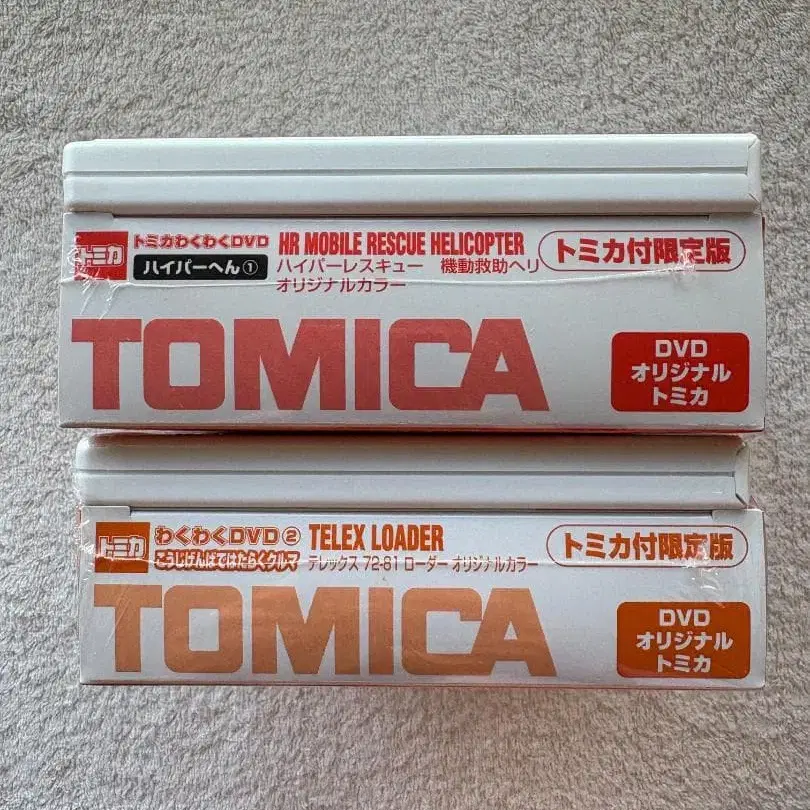 トミカ
トミカわくわくDVD
ハイパーへん①
HR MOBILE RESCUE HELICOPTER
ハイパーレスキュー 機動救助ヘリ
オリジナルカラー
トミカ付限定版
TOMICA
DVD
オリジナル
トミカ
トミカ
わくわくDVD②
こうじげんばではたらくクルマ
TELEX LOADER
テレックス 72-81 ローダー オリジナルカラー
トミカ付限定版
TOMICA
DVD
オリジナル
トミカ